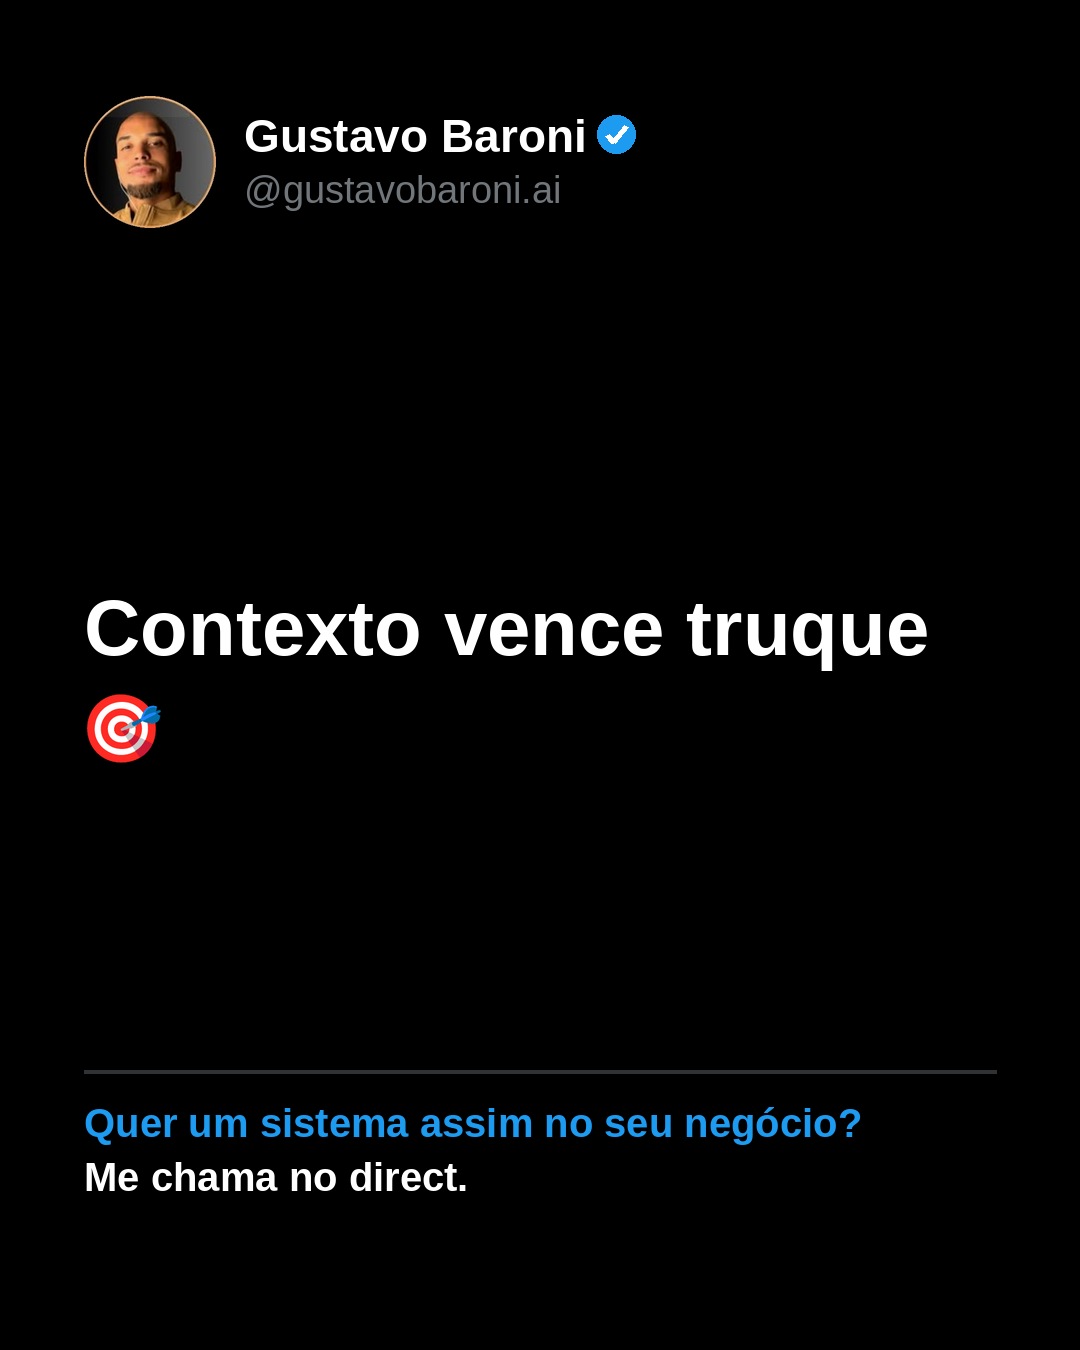 Gustavo Baroni
@gustavobaroni.ai
Contexto vence truque
🎯
Quer um sistema assim no seu negócio?
Me chama no direct.